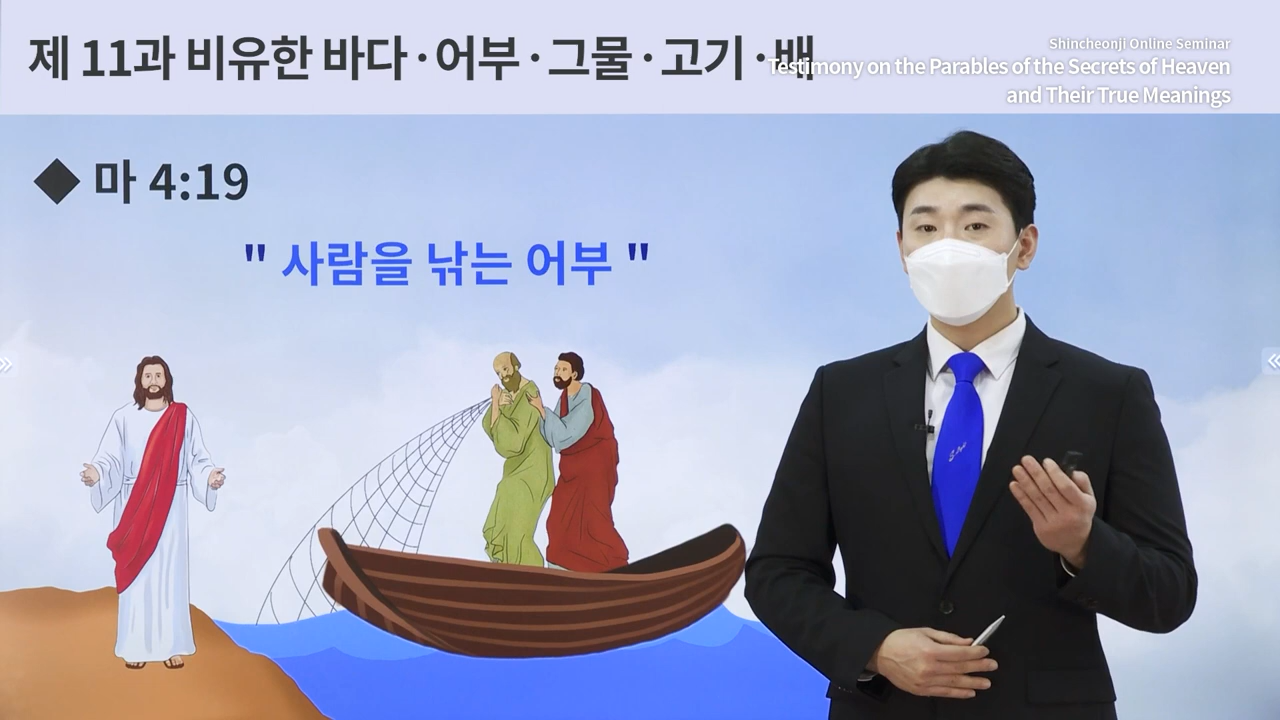 제 11과 비유한 바다·어부·그물·고기·배
Shincheonji Online Seminar
Testimony on the Parables of the Secrets of Heaven
and Their True Meanings
◆ 마 4:19
" 사람을 낚는 어부 "